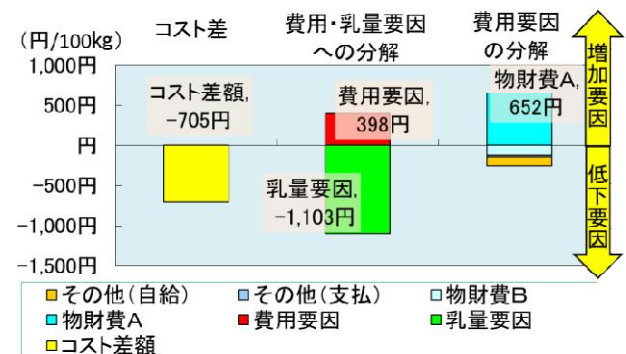 (円/100kg)
コスト差
費用・乳量要因
への分解
費用要因
の分解
1,000円
500円
円
-500円
-1,000円
-1,500円
コスト差額,
-705円
費用要因,
398円
乳量要因,
-1,103円
物財費A,
652円
増加要因
低下要因
その他(自給)
その他(支払)
物財費B
物財費A
費用要因
乳量要因
コスト差額